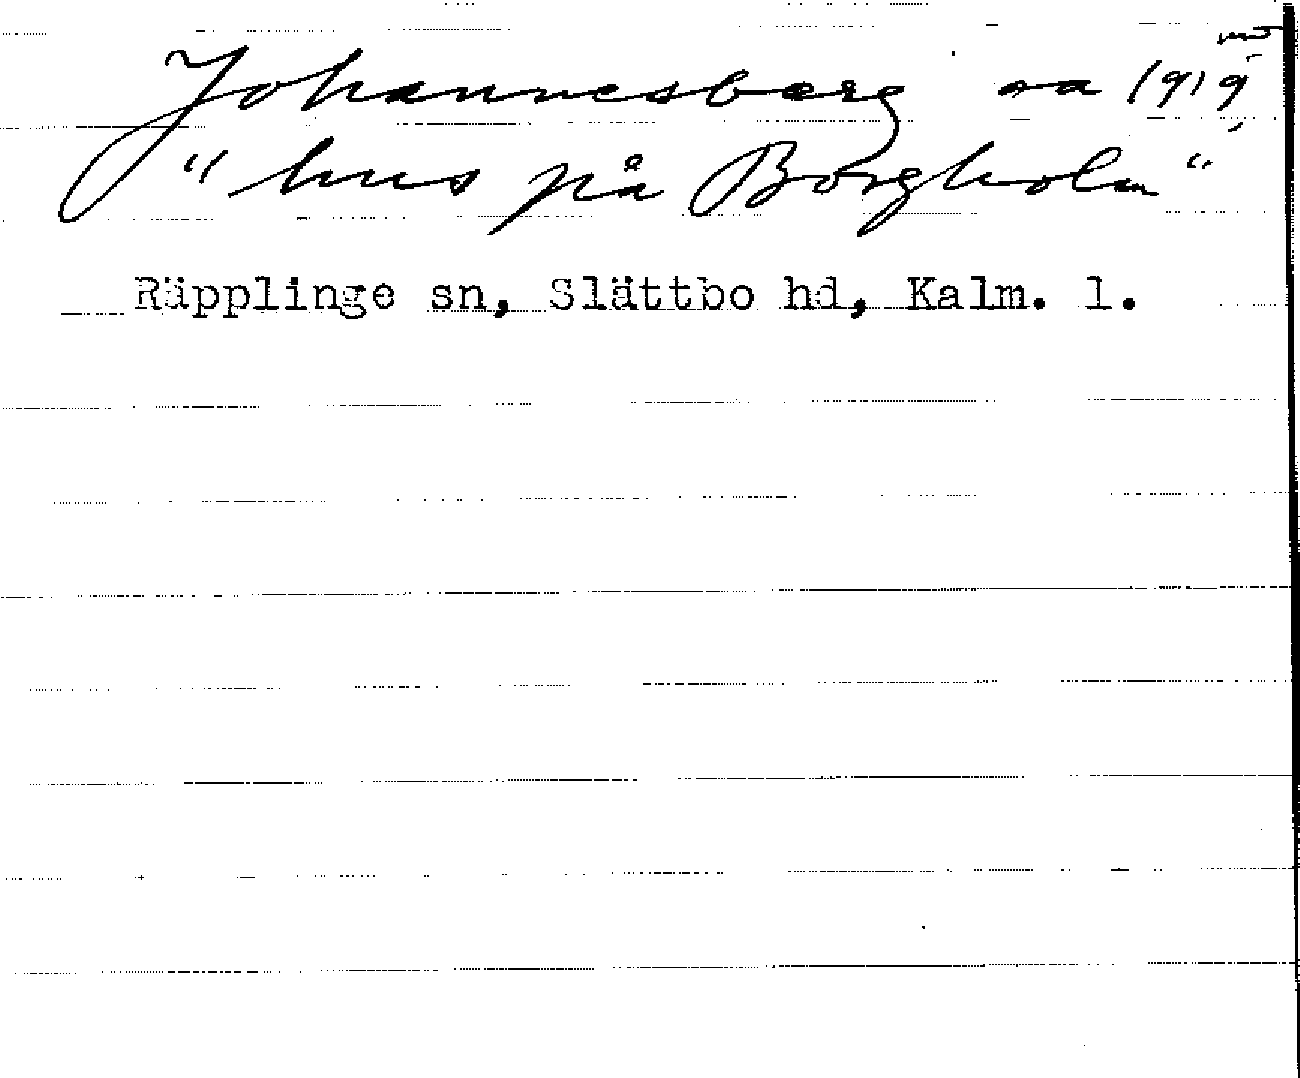 Johannesberg sa 1919
" hus på Borgholm "
Räpplinge sn, Slättbo hd, Kalm. l.